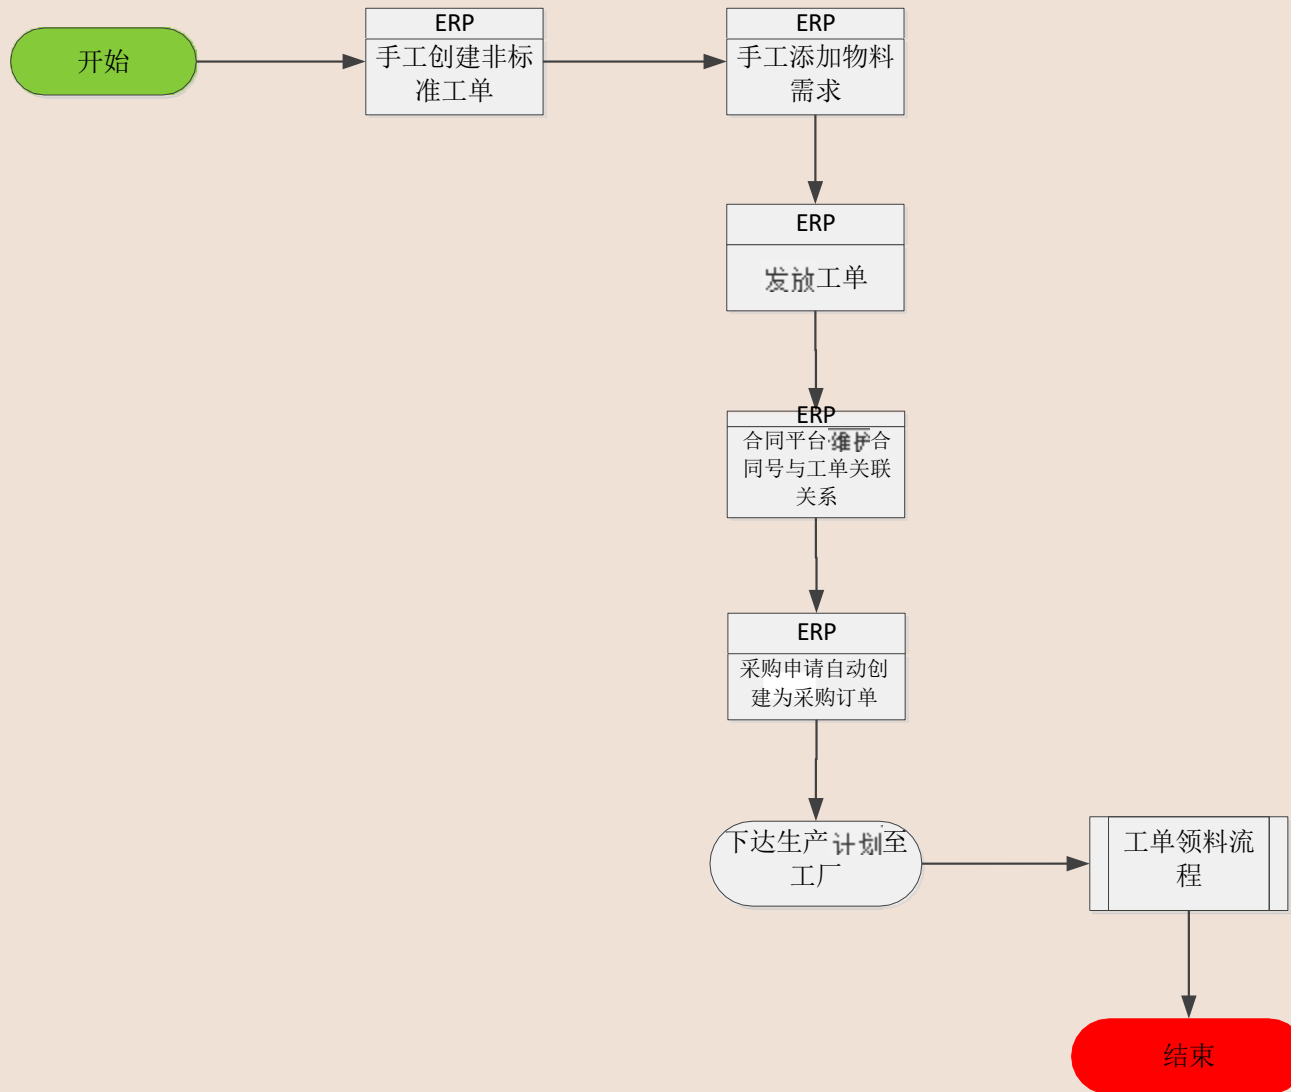 开始
ERP
手工创建非标
准工单
ERP
手工添加物料
需求
ERP
发放工单
ERP
合同平台维护合
同号与工单关联
关系
ERP
采购申请自动创
建为采购订单
下达生产计划至
工厂
工单领料流
程
结束